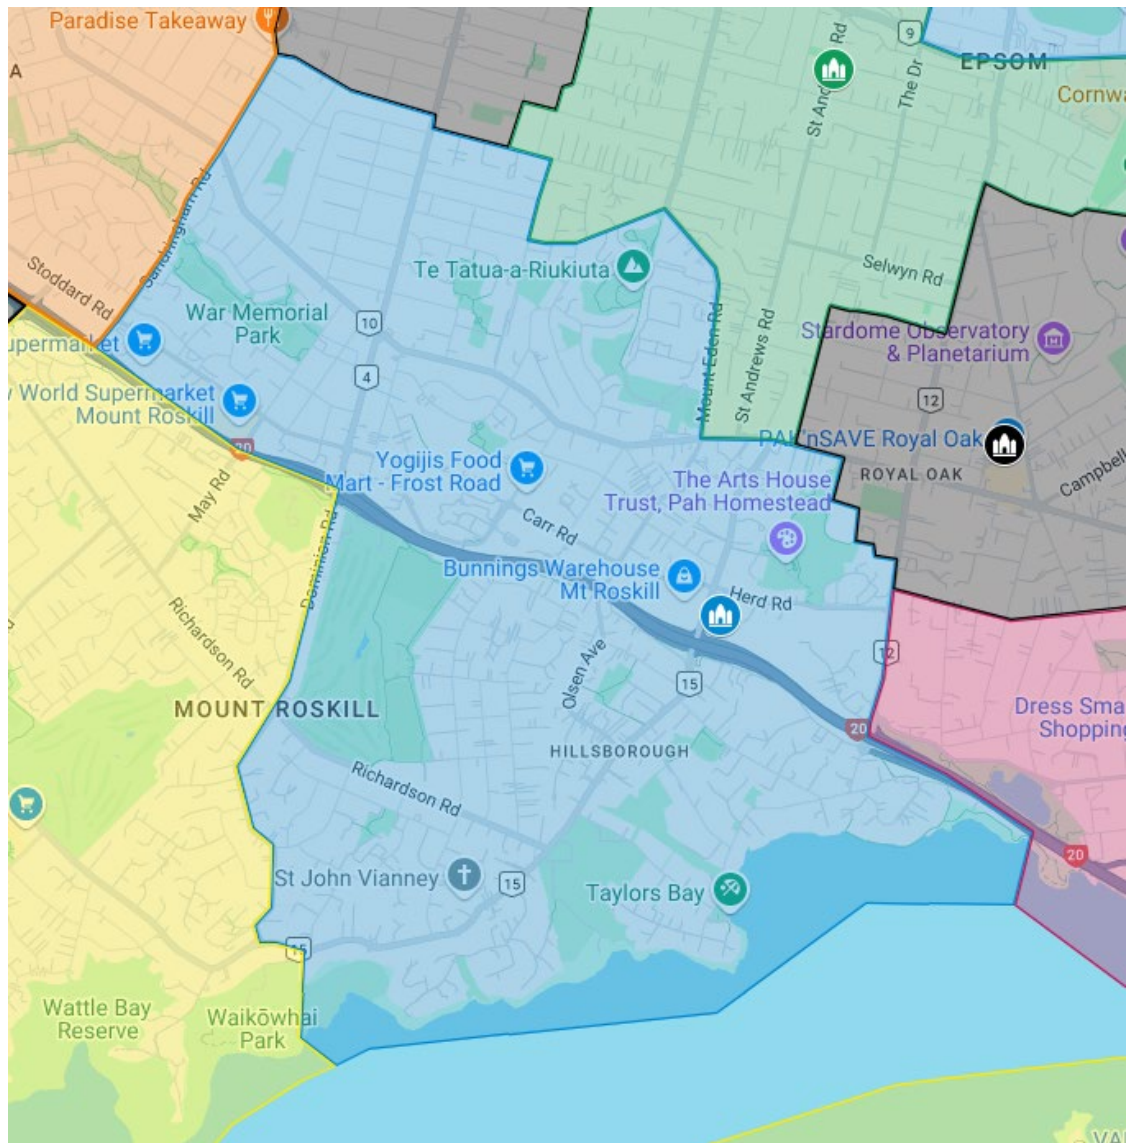 Paradise Takeaway
A
St Andrews Rd
9
The Dr
EPSOM
Cornwa
Sandringham Rd
Stoddard Rd
Te Tatua-a-Riukiuta
Selwyn Rd
War Memorial
Park
10
Mount Eden Rd
St Andrews Rd
Stardome Observatory
& Planetarium
upermarket
4
w World Supermarket
Mount Roskill
12
20
PAK'nSAVE Royal Oak
Yogijis Food
Mart - Frost Road
The Arts House
Trust, Pah Homestead
ROYAL OAK
Campbell
May Rd
Carr Rd
Dominion Rd
Bunnings Warehouse
Mt Roskill
Herd Rd
Richardson Rd
Olsen Ave
12
15
MOUNT ROSKILL
Dress Sma
Shopping
20
HILLSBOROUGH
Richardson Rd
20
St John Vianney
15
Taylors Bay
15
Wattle Bay
Reserve
Waikōwhai
Park